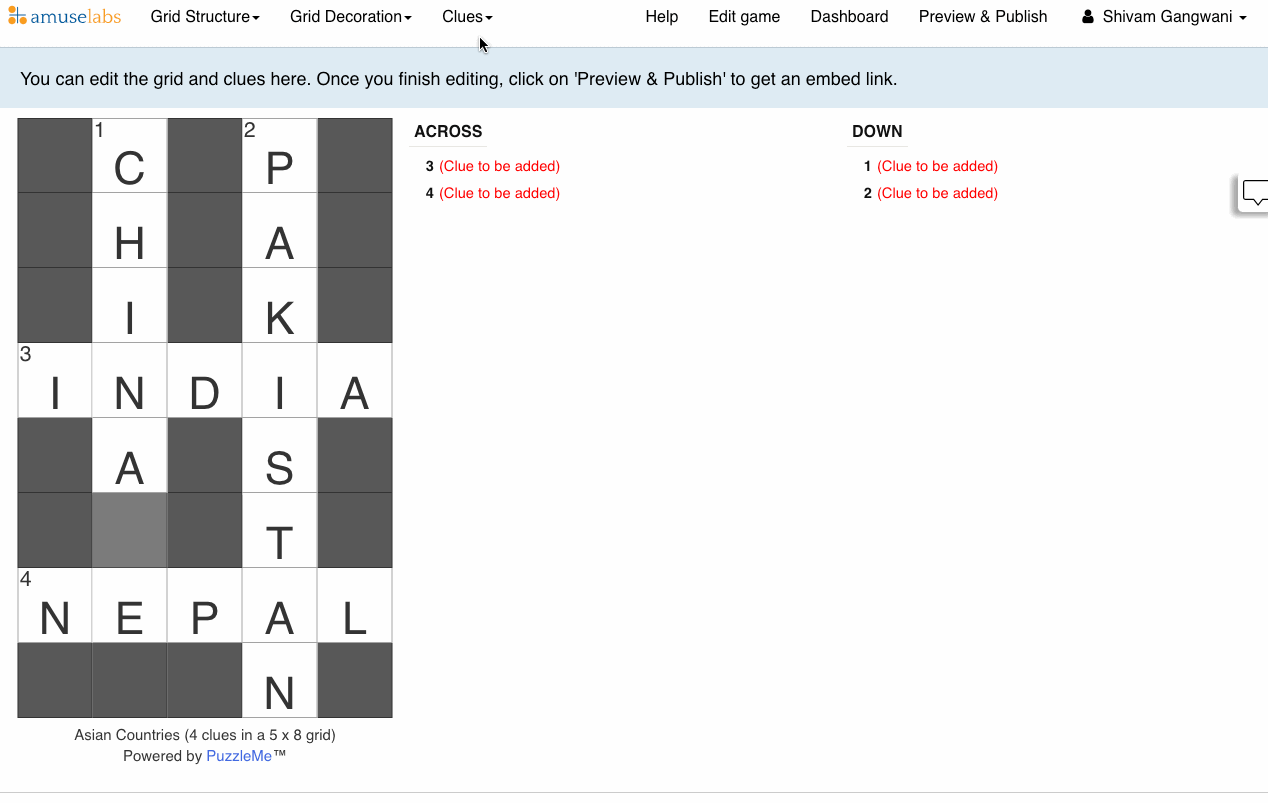 amuselabs Grid Structure Grid Decoration Clues Help Edit game Dashboard Preview & Publish Shivam Gangwani
You can edit the grid and clues here. Once you finish editing, click on 'Preview & Publish' to get an embed link.
1 C 2 P
H A
I K
3 I N D I A
A S
T
4 N E P A L
N
Asian Countries (4 clues in a 5 x 8 grid)
Powered by PuzzleMe™
ACROSS
3 (Clue to be added)
4 (Clue to be added)
DOWN
1 (Clue to be added)
2 (Clue to be added)